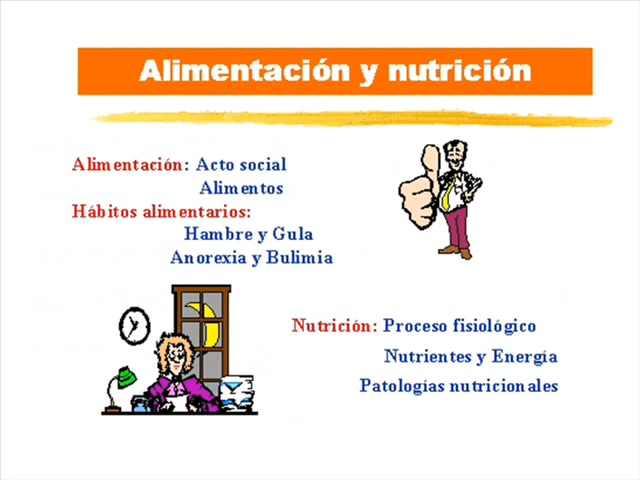 Alimentación y nutrición
Alimentación: Acto social
Alimentos
Hábitos alimentarios:
Hambre y Gula
Anorexia y Bulimia
Nutrición: Proceso fisiológico
Nutrientes y Energía
Patologías nutricionales